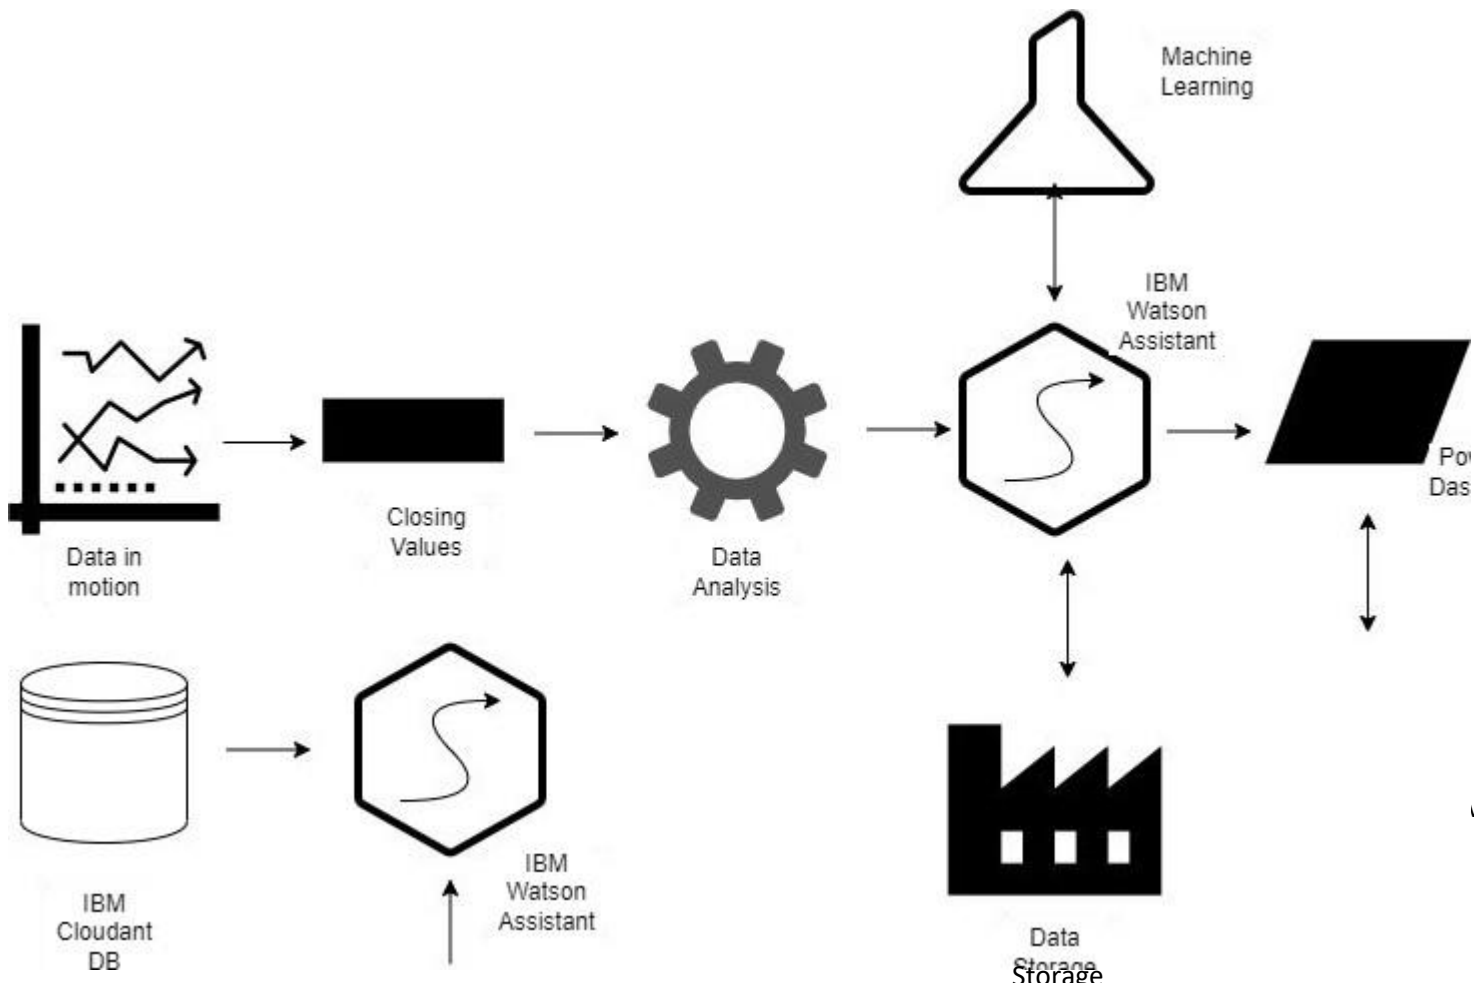 Machine
Learning
IBM
Watson
Assistant
Data in
motion
Closing
Values
Data
Analysis
IBM
Cloudant
DB
IBM
Watson
Assistant
Data
Storage
Storage